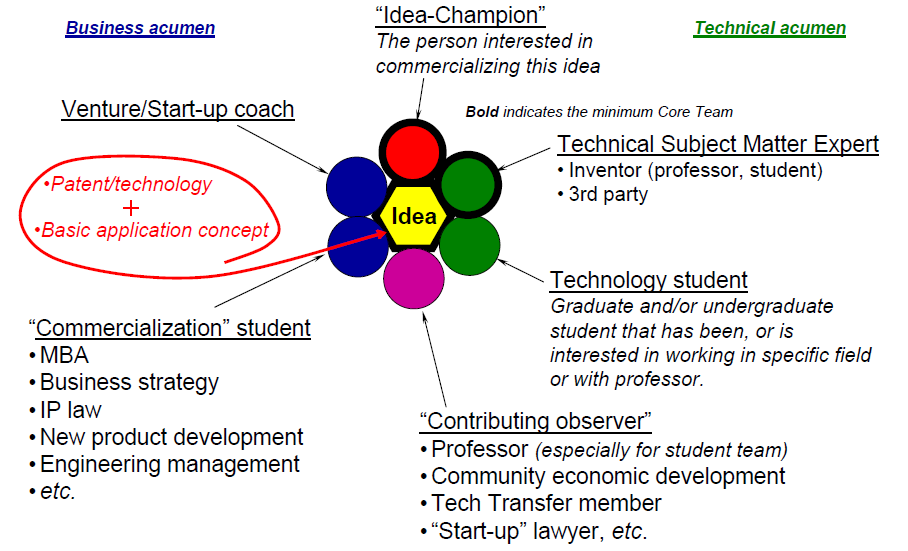 Business acumen
"Idea-Champion"
The person interested in
commercializing this idea
Technical acumen
Venture/Start-up coach
Bold indicates the minimum Core Team
Technical Subject Matter Expert
• Inventor (professor, student)
• 3rd party
•Patent/technology
+
•Basic application concept
Idea
Technology student
Graduate and/or undergraduate
student that has been, or is
interested in working in specific field
or with professor.
"Commercialization" student
• MBA
• Business strategy
• IP law
• New product development
• Engineering management
• etc.
"Contributing observer"
• Professor (especially for student team)
• Community economic development
• Tech Transfer member
• "Start-up" lawyer, etc.